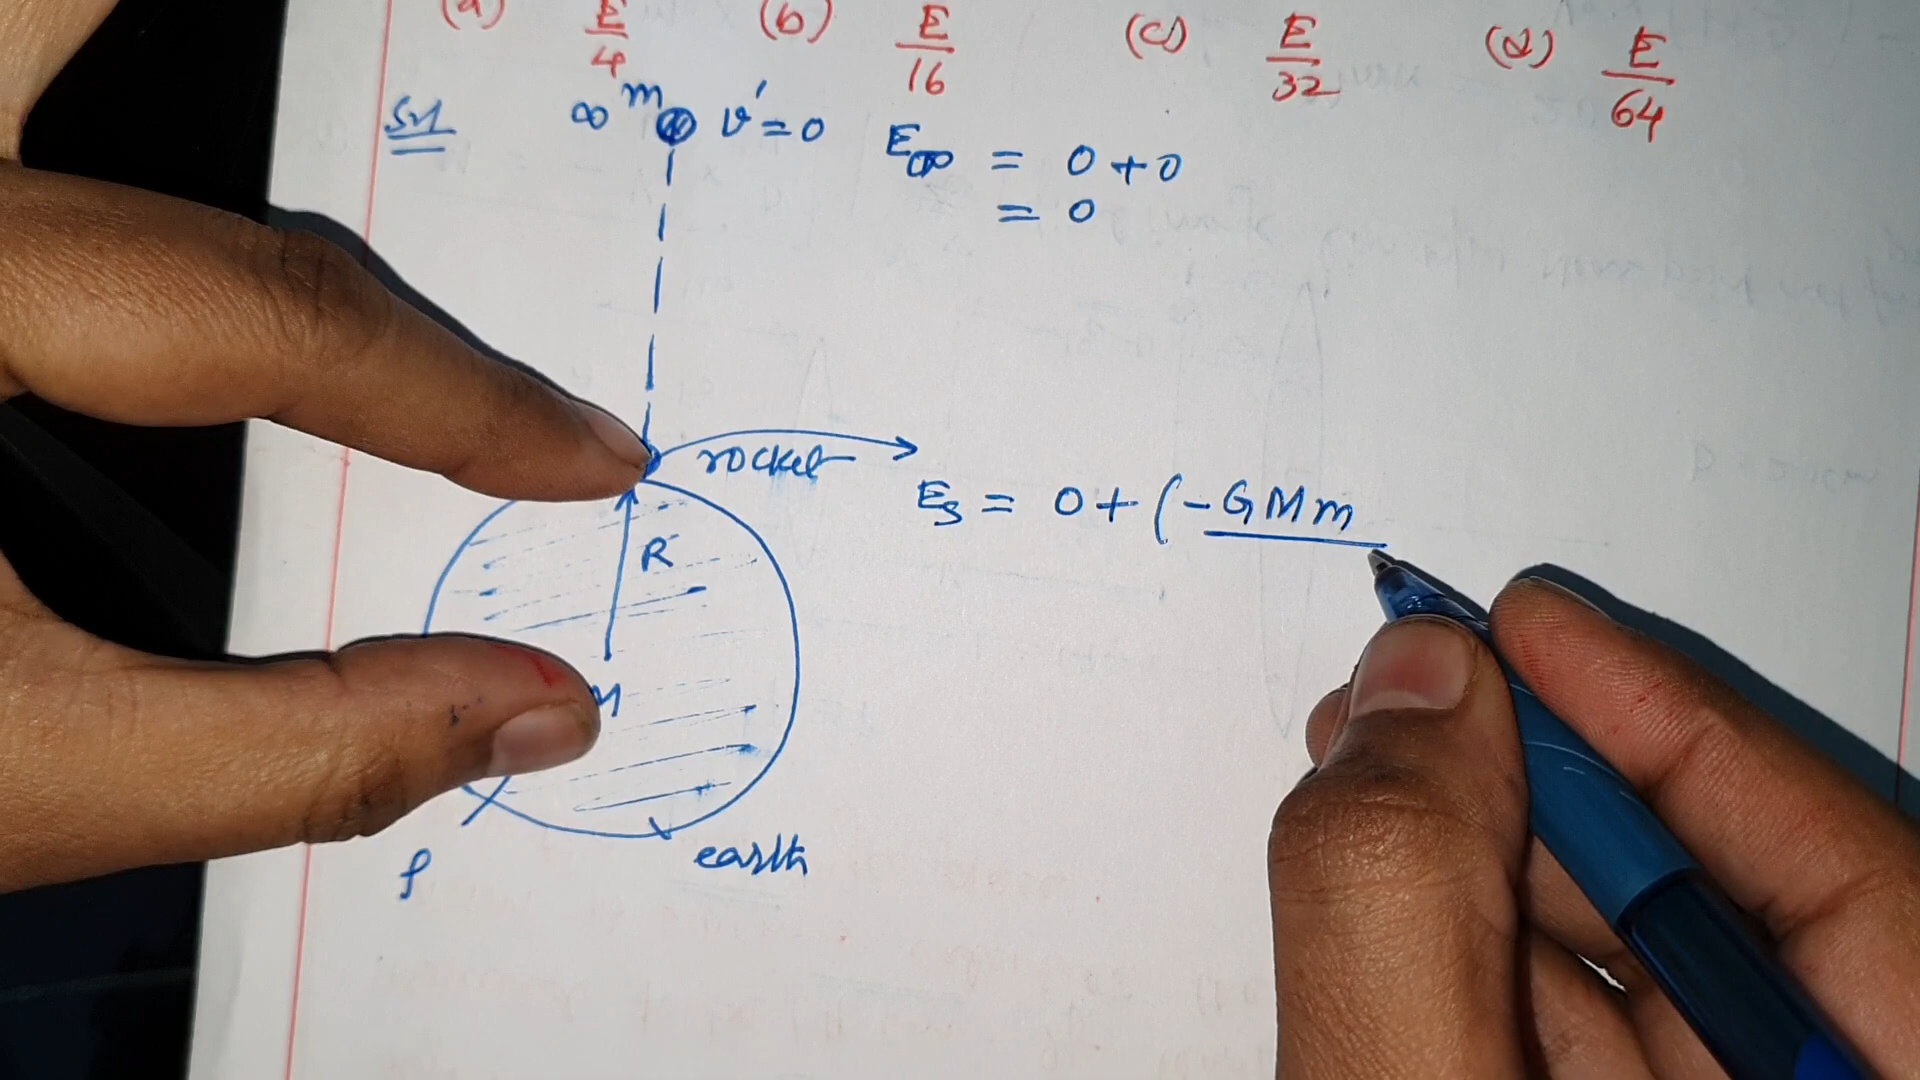 (a) E/4 (b) E/16 (c) E/32 (d) E/64
Sol
∞ m v' = 0
E∞ = 0 + 0
= 0
rocket
Es = 0 + (-GMm
R
M
ρ
earth